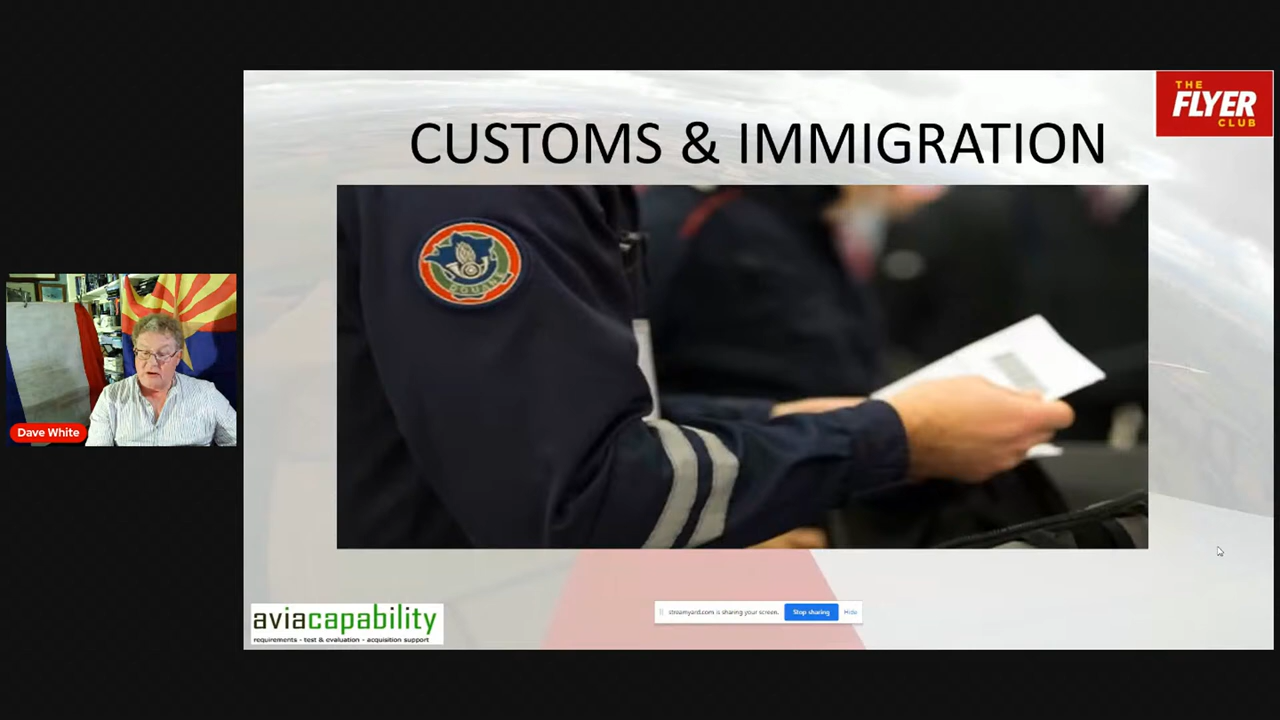 THE
FLYER
CLUB
CUSTOMS & IMMIGRATION
DOUANE
Dave White
aviacapability
requirements - test & evaluation - acquisition support
streamyard.com is sharing your screen.
Stop sharing
Hide